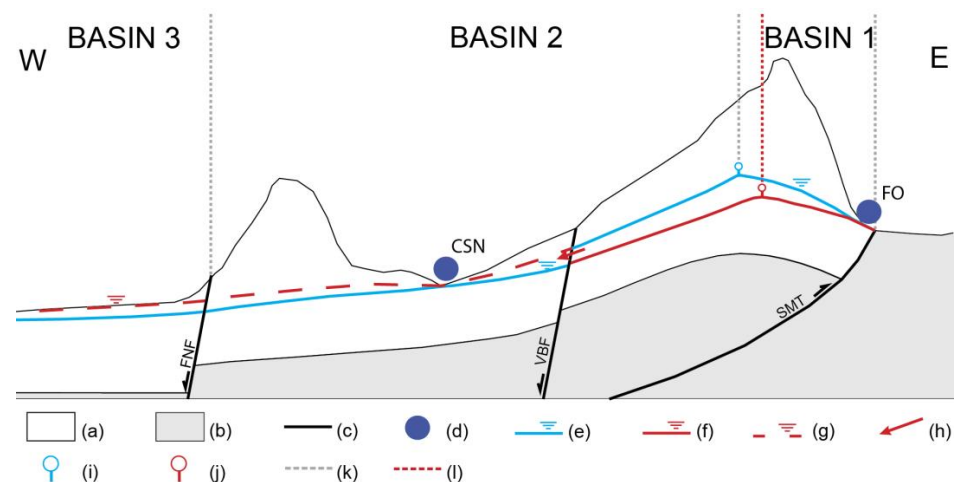 BASIN 3
BASIN 2
BASIN 1
W
E
FO
CSN
FNF
VBF
SMT
(a)
(b)
(c)
(d)
(e)
(f)
(g)
(h)
(i)
(j)
(k)
(l)